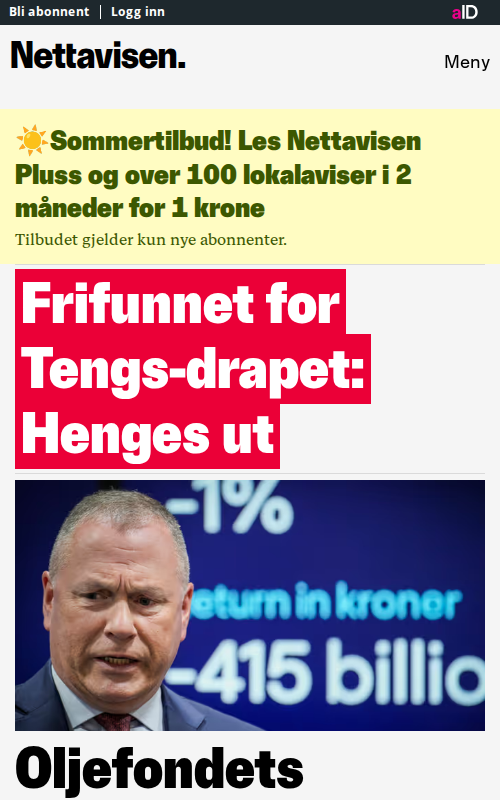 Bli abonnent | Logg inn
aID
Nettavisen.
Meny
☀️Sommertilbud! Les Nettavisen
Pluss og over 100 lokalaviser i 2
måneder for 1 krone
Tilbudet gjelder kun nye abonnenter.
Frifunnet for
Tengs-drapet:
Henges ut
-1%
eturn in kroner
-415 billio
Oljefondets